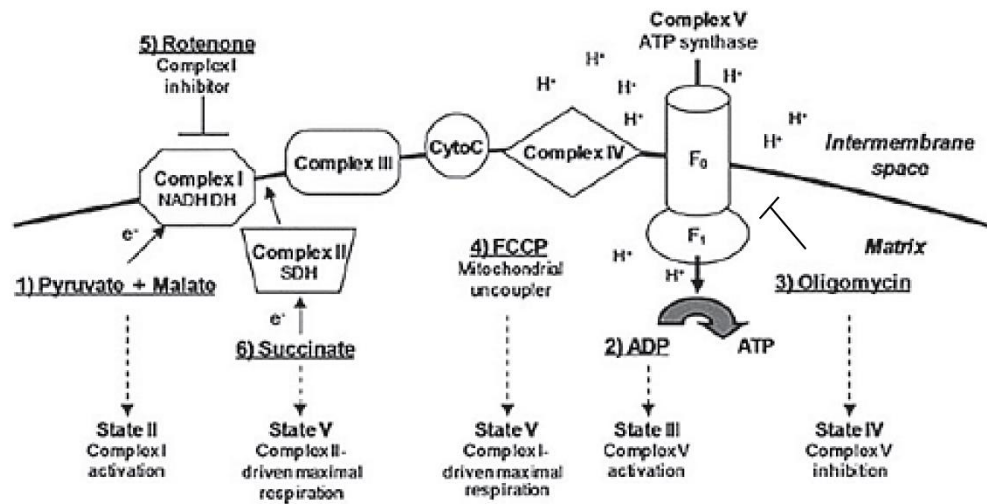 5) Rotenone
Complex I
inhibitor
Complex V
ATP synthase
H⁺
H⁺
H⁺
H⁺
H⁺
H⁺
H⁺
H⁺
Intermembrane
space
Complex I
NADH DH
Complex III
CytoC
Complex IV
F₀
F₁
e⁻
Complex II
SDH
4) FCCP
Mitochondrial
uncoupler
H⁺
H⁺
Matrix
1) Pyruvato + Malato
3) Oligomycin
e⁻
6) Succinate
2) ADP
ATP
State II
Complex I
activation
State V
Complex II-
driven maximal
respiration
State V
Complex I-
driven maximal
respiration
State III
Complex V
activation
State IV
Complex V
inhibition